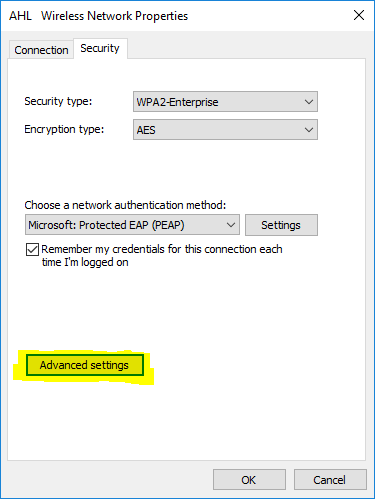 AHL Wireless Network Properties
Connection
Security
Security type:
WPA2-Enterprise
Encryption type:
AES
Choose a network authentication method:
Microsoft: Protected EAP (PEAP)
Settings
Remember my credentials for this connection each
time I'm logged on
Advanced settings
OK
Cancel